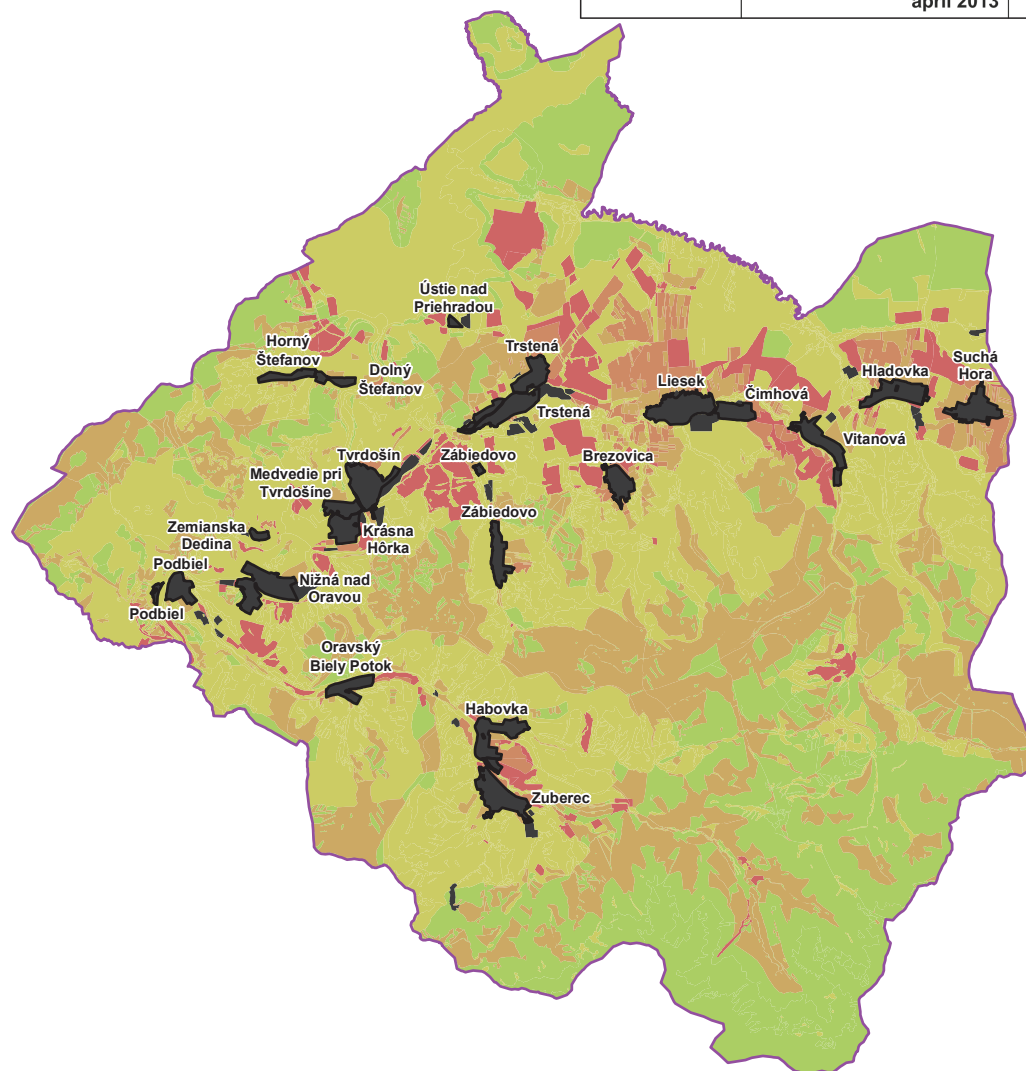 apríl 2013
Ústie nad
Priehradou
Horný
Štefanov
Dolný
Štefanov
Trstená
Trstená
Liesek
Čimhová
Hladovka
Suchá
Hora
Vitanová
Brezovica
Tvrdošín
Zábiedovo
Medvedie pri
Tvrdošíne
Zábiedovo
Krásna
Hôrka
Zemianska
Dedina
Podbiel
Nižná nad
Oravou
Podbiel
Oravský
Biely Potok
Habovka
Zuberec